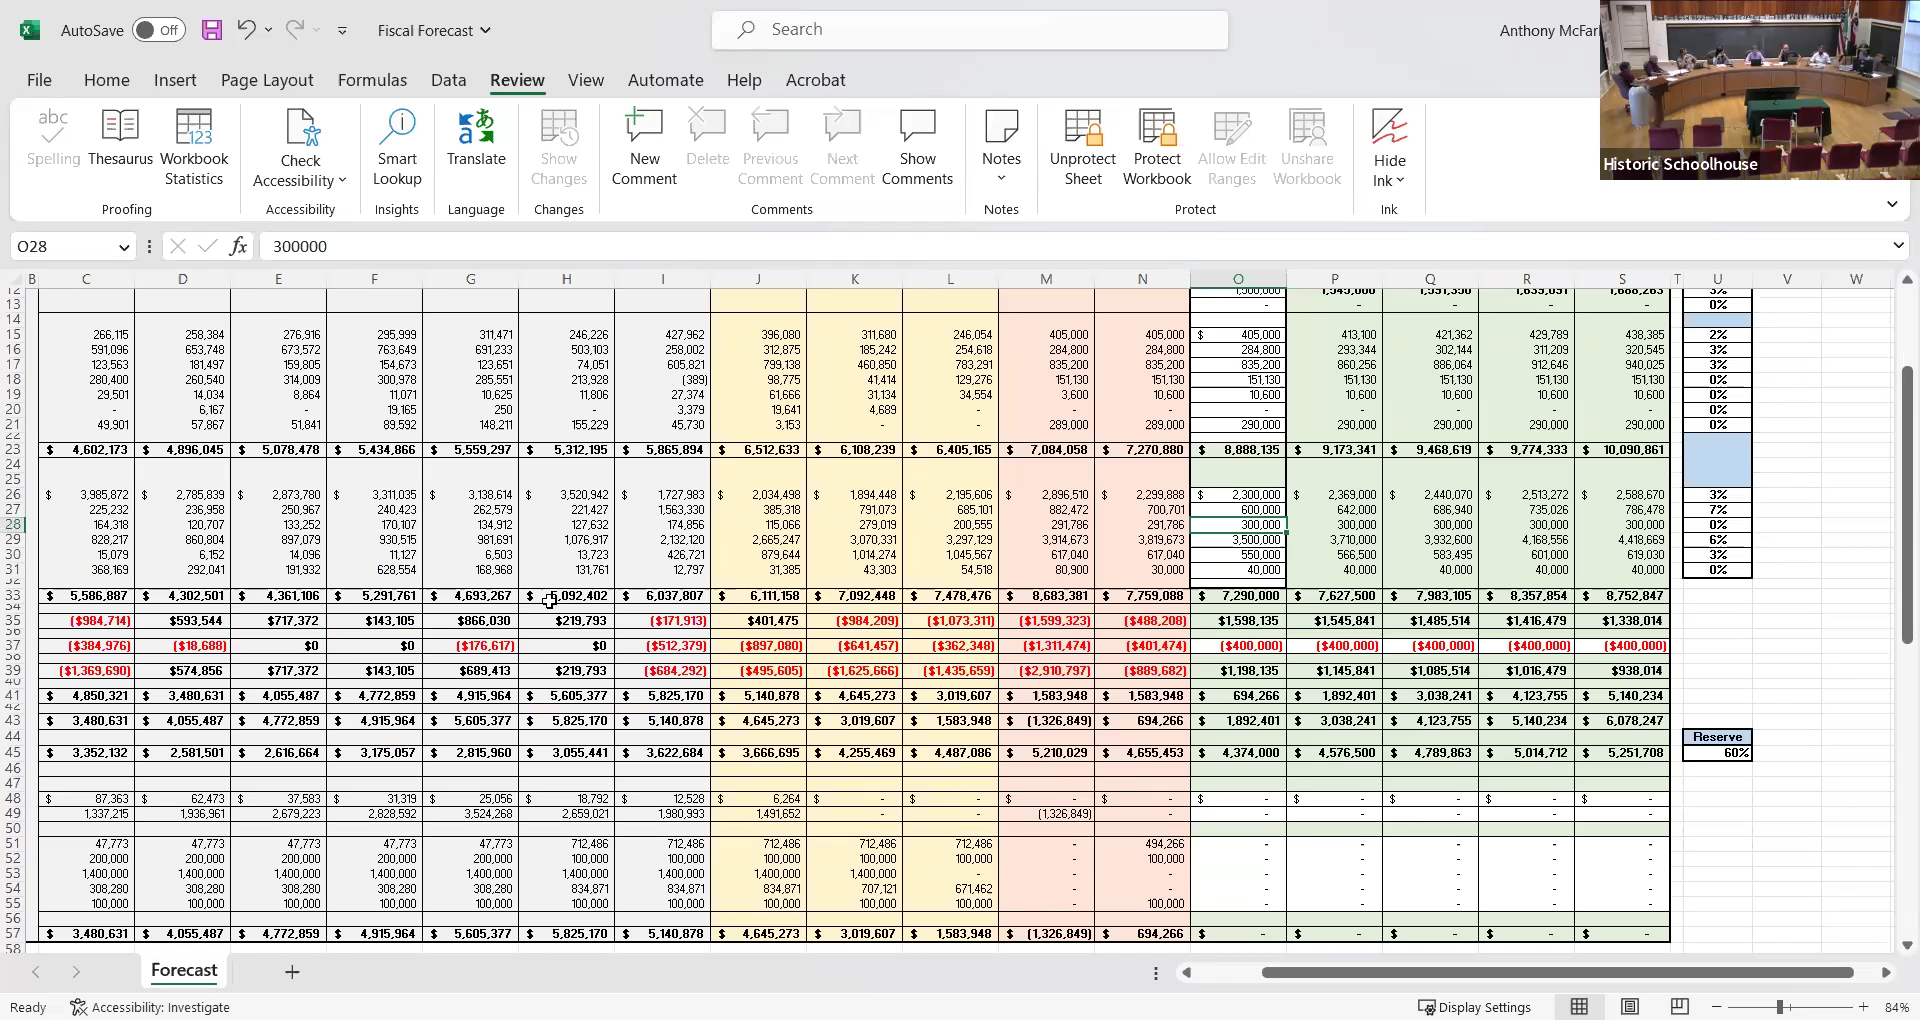 AutoSave Off Fiscal Forecast Search Anthony McFarl
File Home Insert Page Layout Formulas Data Review View Automate Help Acrobat
abc Spelling Thesaurus 123 Workbook Statistics Check Accessibility Smart Lookup Translate Show Changes New Comment Delete Previous Comment Next Comment Show Comments Notes Unprotect Sheet Protect Workbook Allow Edit Ranges Unshare Workbook Hide Ink
Historic Schoolhouse
Proofing Accessibility Insights Language Changes Comments Notes Protect Ink
O28 fx 300000
B C D E F G H I J K L M N O P Q R S T U V W
12 1,500,000 1,545,000 1,591,350 1,639,091 1,688,263 3%
13 - - - - - 0%
14
15 266,115 258,384 276,916 295,999 311,471 246,226 427,962 396,080 311,680 246,054 405,000 405,000 $ 405,000 413,100 421,362 429,789 438,385 2%
16 591,096 653,748 673,572 763,649 691,233 503,103 258,002 312,875 185,242 254,618 284,800 284,800 284,800 293,344 302,144 311,209 320,545 3%
17 123,563 181,497 159,805 154,673 123,651 74,051 605,821 799,138 460,850 783,291 835,200 835,200 835,200 860,256 886,064 912,646 940,025 3%
18 280,400 260,540 314,009 300,978 285,551 213,928 (389) 98,775 41,414 129,276 151,130 151,130 151,130 151,130 151,130 151,130 151,130 0%
19 29,501 14,034 8,864 11,071 10,625 11,806 27,374 61,666 31,134 34,554 3,600 10,600 10,600 10,600 10,600 10,600 10,600 0%
20 - 6,167 - 19,165 250 - 3,379 19,641 4,689 - - - - - - - - 0%
21 49,901 57,867 51,841 89,592 148,211 155,229 45,730 3,153 - - 289,000 289,000 290,000 290,000 290,000 290,000 290,000 0%
22
23 $ 4,602,173 $ 4,896,045 $ 5,078,478 $ 5,434,866 $ 5,559,297 $ 5,312,195 $ 5,865,894 $ 6,512,633 $ 6,108,239 $ 6,405,165 $ 7,084,058 $ 7,270,880 $ 8,888,135 $ 9,173,341 $ 9,468,619 $ 9,774,333 $ 10,090,861
24
25
26 $ 3,985,872 $ 2,785,839 $ 2,873,780 $ 3,311,035 $ 3,138,614 $ 3,520,942 $ 1,727,983 $ 2,034,498 $ 1,894,448 $ 2,195,606 $ 2,896,510 $ 2,299,888 $ 2,300,000 $ 2,369,000 $ 2,440,070 $ 2,513,272 $ 2,588,670 3%
27 225,232 236,958 250,967 240,423 262,579 221,427 1,563,330 385,318 791,073 685,101 882,472 700,701 600,000 642,000 686,940 735,026 786,478 7%
28 164,318 120,707 133,252 170,107 134,912 127,632 174,856 115,066 279,019 200,555 291,786 291,786 300,000 300,000 300,000 300,000 300,000 0%
29 828,217 860,804 897,079 930,515 981,691 1,076,917 2,132,120 2,665,247 3,070,331 3,297,129 3,914,673 3,819,673 3,500,000 3,710,000 3,932,600 4,168,556 4,418,669 6%
30 15,079 6,152 14,096 11,127 6,503 13,723 426,721 879,644 1,014,274 1,045,567 617,040 617,040 550,000 566,500 583,495 601,000 619,030 3%
31 368,169 292,041 191,932 628,554 168,968 131,761 12,797 31,385 43,303 54,518 80,900 30,000 40,000 40,000 40,000 40,000 40,000 0%
32
33 $ 5,586,887 $ 4,302,501 $ 4,361,106 $ 5,291,761 $ 4,693,267 $ 5,092,402 $ 6,037,807 $ 6,111,158 $ 7,092,448 $ 7,478,476 $ 8,683,381 $ 7,759,088 $ 7,290,000 $ 7,627,500 $ 7,983,105 $ 8,357,854 $ 8,752,847
34
35 ($984,714) $593,544 $717,372 $143,105 $866,030 $219,793 ($171,913) $401,475 ($984,209) ($1,073,311) ($1,599,323) ($488,208) $1,598,135 $1,545,841 $1,485,514 $1,416,479 $1,338,014
36
37 ($384,976) ($18,688) $0 $0 ($176,617) $0 ($512,379) ($897,080) ($641,457) ($362,348) ($1,311,474) ($401,474) ($400,000) ($400,000) ($400,000) ($400,000) ($400,000)
38
39 ($1,369,690) $574,856 $717,372 $143,105 $689,413 $219,793 ($684,292) ($495,605) ($1,625,666) ($1,435,659) ($2,910,797) ($889,682) $1,198,135 $1,145,841 $1,085,514 $1,016,479 $938,014
40
41 $ 4,850,321 $ 3,480,631 $ 4,055,487 $ 4,772,859 $ 4,915,964 $ 5,605,377 $ 5,825,170 $ 5,140,878 $ 4,645,273 $ 3,019,607 $ 1,583,948 $ 1,583,948 $ 694,266 $ 1,892,401 $ 3,038,241 $ 4,123,755 $ 5,140,234
42
43 $ 3,480,631 $ 4,055,487 $ 4,772,859 $ 4,915,964 $ 5,605,377 $ 5,825,170 $ 5,140,878 $ 4,645,273 $ 3,019,607 $ 1,583,948 $ (1,326,849) $ 694,266 $ 1,892,401 $ 3,038,241 $ 4,123,755 $ 5,140,234 $ 6,078,247
44 Reserve
45 $ 3,352,132 $ 2,581,501 $ 2,616,664 $ 3,175,057 $ 2,815,960 $ 3,055,441 $ 3,622,684 $ 3,666,695 $ 4,255,469 $ 4,487,086 $ 5,210,029 $ 4,655,453 $ 4,374,000 $ 4,576,500 $ 4,789,863 $ 5,014,712 $ 5,251,708 60%
46
47
48 $ 87,363 $ 62,473 $ 37,583 $ 31,319 $ 25,056 $ 18,792 $ 12,528 $ 6,264 $ - $ - $ - $ - $ - $ - $ - $ - $ -
49 1,337,215 1,936,961 2,679,223 2,828,592 3,524,268 2,659,021 1,980,993 1,491,652 - - (1,326,849) - - - - - -
50
51 47,773 47,773 47,773 47,773 47,773 712,486 712,486 712,486 712,486 712,486 - 494,266 - - - - -
52 200,000 200,000 200,000 200,000 200,000 100,000 100,000 100,000 100,000 100,000 - 100,000 - - - - -
53 1,400,000 1,400,000 1,400,000 1,400,000 1,400,000 1,400,000 1,400,000 1,400,000 1,400,000 - - - - - - - -
54 308,280 308,280 308,280 308,280 308,280 834,871 834,871 834,871 707,121 671,462 - - - - - - -
55 100,000 100,000 100,000 100,000 100,000 100,000 100,000 100,000 100,000 100,000 - 100,000 - - - - -
56
57 $ 3,480,631 $ 4,055,487 $ 4,772,859 $ 4,915,964 $ 5,605,377 $ 5,825,170 $ 5,140,878 $ 4,645,273 $ 3,019,607 $ 1,583,948 $ (1,326,849) $ 694,266 $ - $ - $ - $ - $ -
58
Forecast
Ready Accessibility: Investigate Display Settings 84%